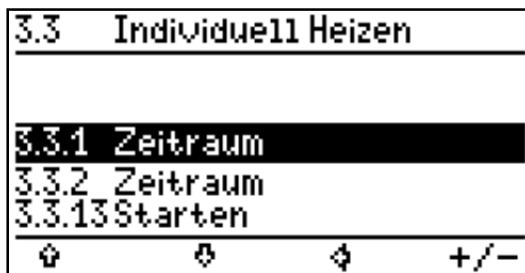 3.3 Individuell Heizen
3.3.1 Zeitraum
3.3.2 Zeitraum
3.3.13 Starten
+/-